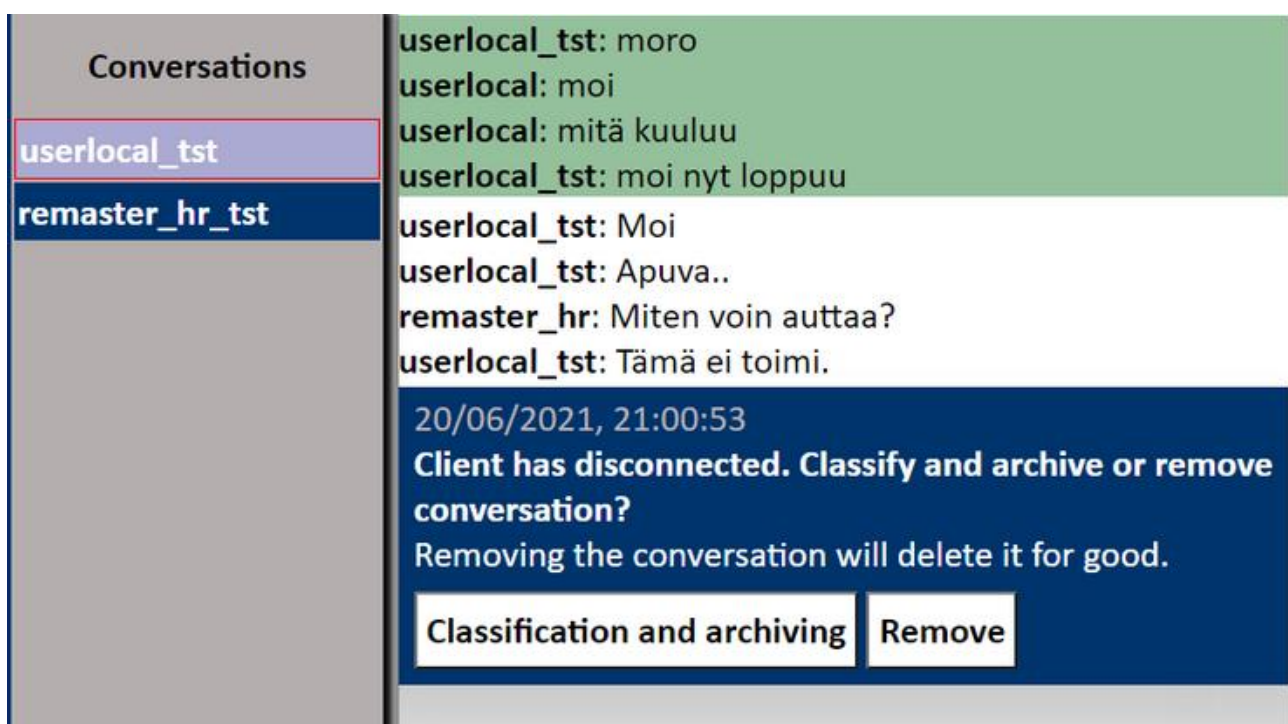 Conversations
userlocal_tst
remaster_hr_tst
userlocal_tst: moro
userlocal: moi
userlocal: mitä kuuluu
userlocal_tst: moi nyt loppuu
userlocal_tst: Moi
userlocal_tst: Apuva..
remaster_hr: Miten voin auttaa?
userlocal_tst: Tämä ei toimi.
20/06/2021, 21:00:53
Client has disconnected. Classify and archive or remove
conversation?
Removing the conversation will delete it for good.
Classification and archiving
Remove